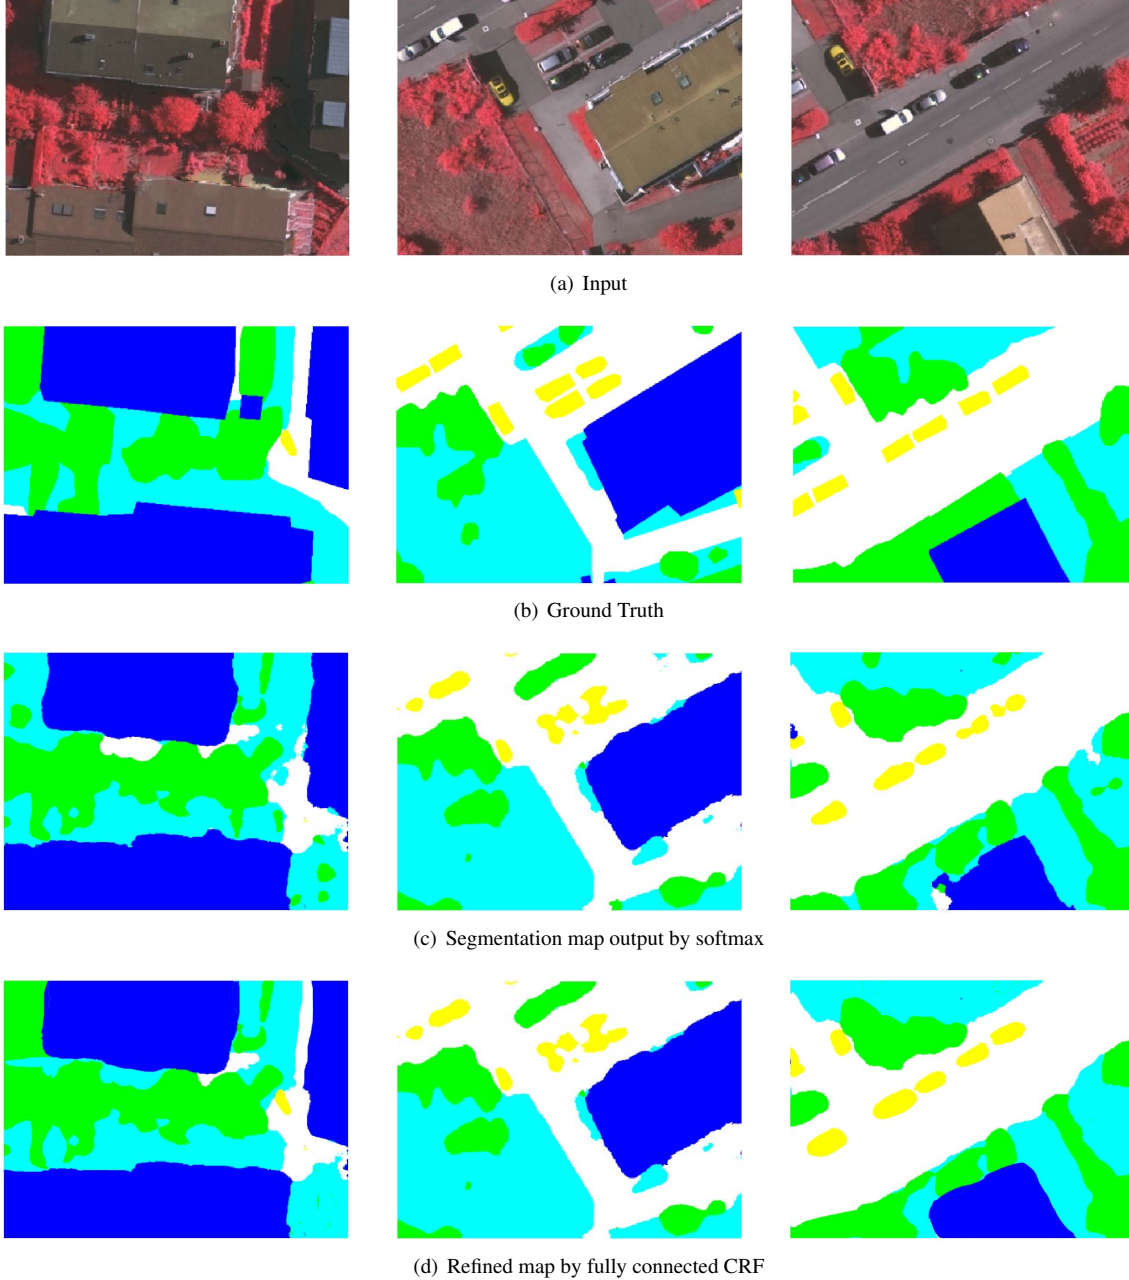 (a) Input
(b) Ground Truth
(c) Segmentation map output by softmax
(d) Refined map by fully connected CRF